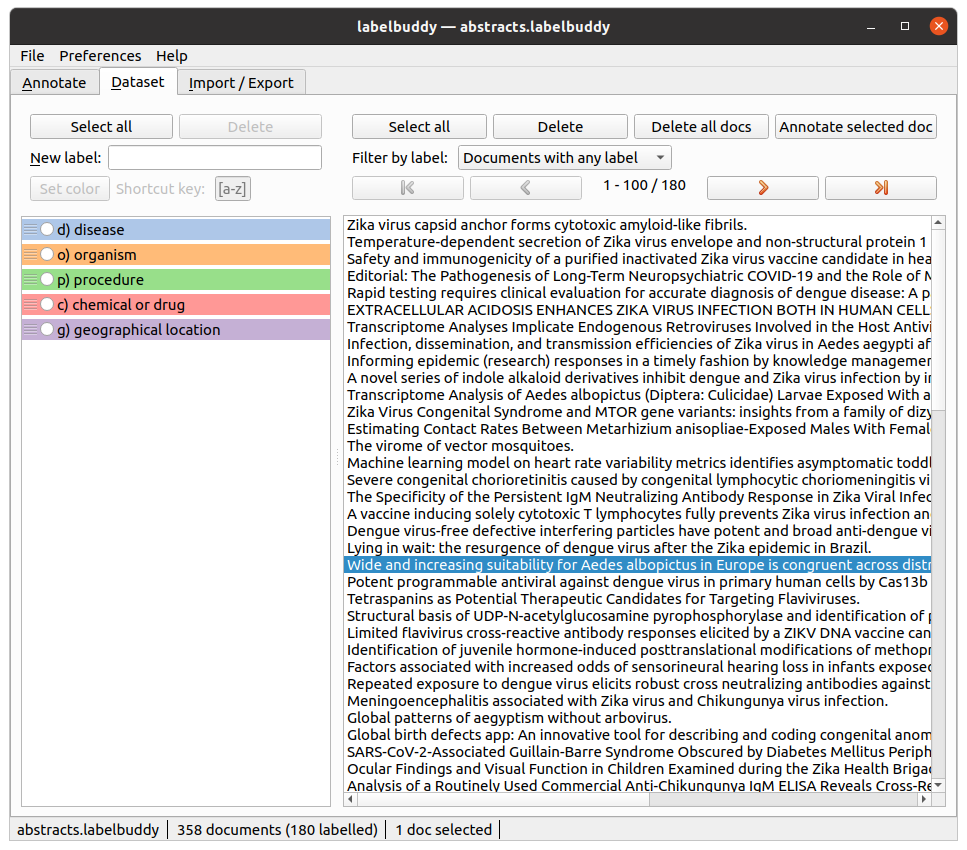 labelbuddy — abstracts.labelbuddy
File Preferences Help
Annotate Dataset Import / Export
Select all Delete
New label:
Set color Shortcut key: [a-z]
d) disease
o) organism
p) procedure
c) chemical or drug
g) geographical location
Select all Delete Delete all docs Annotate selected doc
Filter by label: Documents with any label
1 - 100 / 180
Zika virus capsid anchor forms cytotoxic amyloid-like fibrils.
Temperature-dependent secretion of Zika virus envelope and non-structural protein 1
Safety and immunogenicity of a purified inactivated Zika virus vaccine candidate in hea
Editorial: The Pathogenesis of Long-Term Neuropsychiatric COVID-19 and the Role of M
Rapid testing requires clinical evaluation for accurate diagnosis of dengue disease: A p
EXTRACELLULAR ACIDOSIS ENHANCES ZIKA VIRUS INFECTION BOTH IN HUMAN CELL
Transcriptome Analyses Implicate Endogenous Retroviruses Involved in the Host Antivi
Infection, dissemination, and transmission efficiencies of Zika virus in Aedes aegypti af
Informing epidemic (research) responses in a timely fashion by knowledge managemen
A novel series of indole alkaloid derivatives inhibit dengue and Zika virus infection by in
Transcriptome Analysis of Aedes albopictus (Diptera: Culicidae) Larvae Exposed With a
Zika Virus Congenital Syndrome and MTOR gene variants: insights from a family of dizy
Estimating Contact Rates Between Metarhizium anisopliae-Exposed Males With Femal
The virome of vector mosquitoes.
Machine learning model on heart rate variability metrics identifies asymptomatic toddl
Severe congenital chorioretinitis caused by congenital lymphocytic choriomeningitis vi
The Specificity of the Persistent IgM Neutralizing Antibody Response in Zika Viral Infec
A vaccine inducing solely cytotoxic T lymphocytes fully prevents Zika virus infection an
Dengue virus-free defective interfering particles have potent and broad anti-dengue vi
Lying in wait: the resurgence of dengue virus after the Zika epidemic in Brazil.
Wide and increasing suitability for Aedes albopictus in Europe is congruent across distr
Potent programmable antiviral against dengue virus in primary human cells by Cas13b
Tetraspanins as Potential Therapeutic Candidates for Targeting Flaviviruses.
Structural basis of UDP-N-acetylglucosamine pyrophosphorylase and identification of p
Limited flavivirus cross-reactive antibody responses elicited by a ZIKV DNA vaccine can
Identification of juvenile hormone-induced posttranslational modifications of methopr
Factors associated with increased odds of sensorineural hearing loss in infants exposed
Repeated exposure to dengue virus elicits robust cross neutralizing antibodies against
Meningoencephalitis associated with Zika virus and Chikungunya virus infection.
Global patterns of aegyptism without arbovirus.
Global birth defects app: An innovative tool for describing and coding congenital anom
SARS-CoV-2-Associated Guillain-Barre Syndrome Obscured by Diabetes Mellitus Periph
Ocular Findings and Visual Function in Children Examined during the Zika Health Brigad
Analysis of a Routinely Used Commercial Anti-Chikungunya IgM ELISA Reveals Cross-Re
abstracts.labelbuddy 358 documents (180 labelled) 1 doc selected